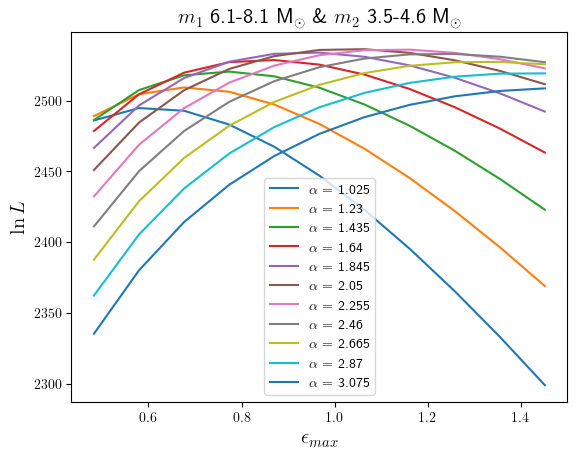 m₁ 6.1-8.1 M⊙ & m₂ 3.5-4.6 M⊙
ln L
2500
2450
2400
2350
2300
α = 1.025
α = 1.23
α = 1.435
α = 1.64
α = 1.845
α = 2.05
α = 2.255
α = 2.46
α = 2.665
α = 2.87
α = 3.075
0.6 0.8 1.0 1.2 1.4
ϵmax